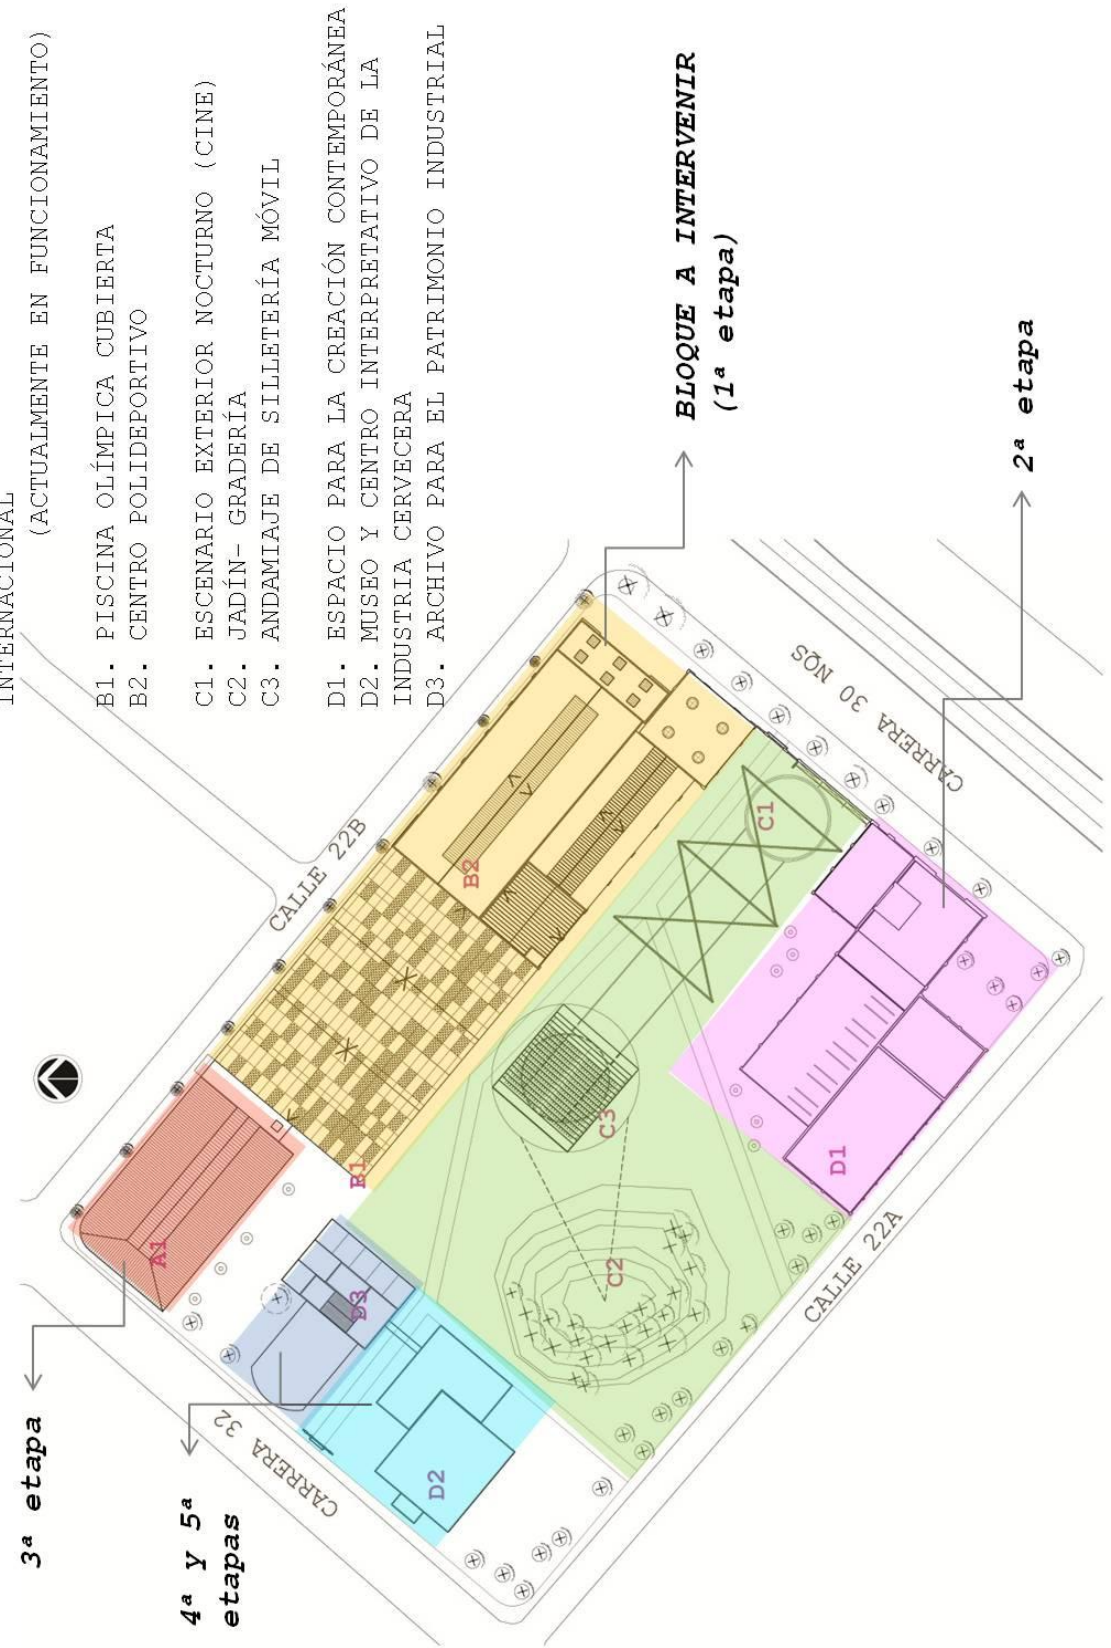 INTERNACIONAL
(ACTUALMENTE EN FUNCIONAMIENTO)
B1. PISCINA OLÍMPICA CUBIERTA
B2. CENTRO POLIDEPORTIVO
C1. ESCENARIO EXTERIOR NOCTURNO (CINE)
C2. JADÍN- GRADERÍA
C3. ANDAMIAJE DE SILLETERÍA MÓVIL
D1. ESPACIO PARA LA CREACIÓN CONTEMPORÁNEA
D2. MUSEO Y CENTRO INTERPRETATIVO DE LA
INDUSTRIA CERVECERA
D3. ARCHIVO PARA EL PATRIMONIO INDUSTRIAL
3ª etapa
4ª y 5ª
etapas
BLOQUE A INTERVENIR
(1ª etapa)
2ª etapa
CALLE 22B
CARRERA 32
CARRERA 30 NQS
CALLE 22A
A1
B1
B2
C1
C2
C3
D1
D2
D3